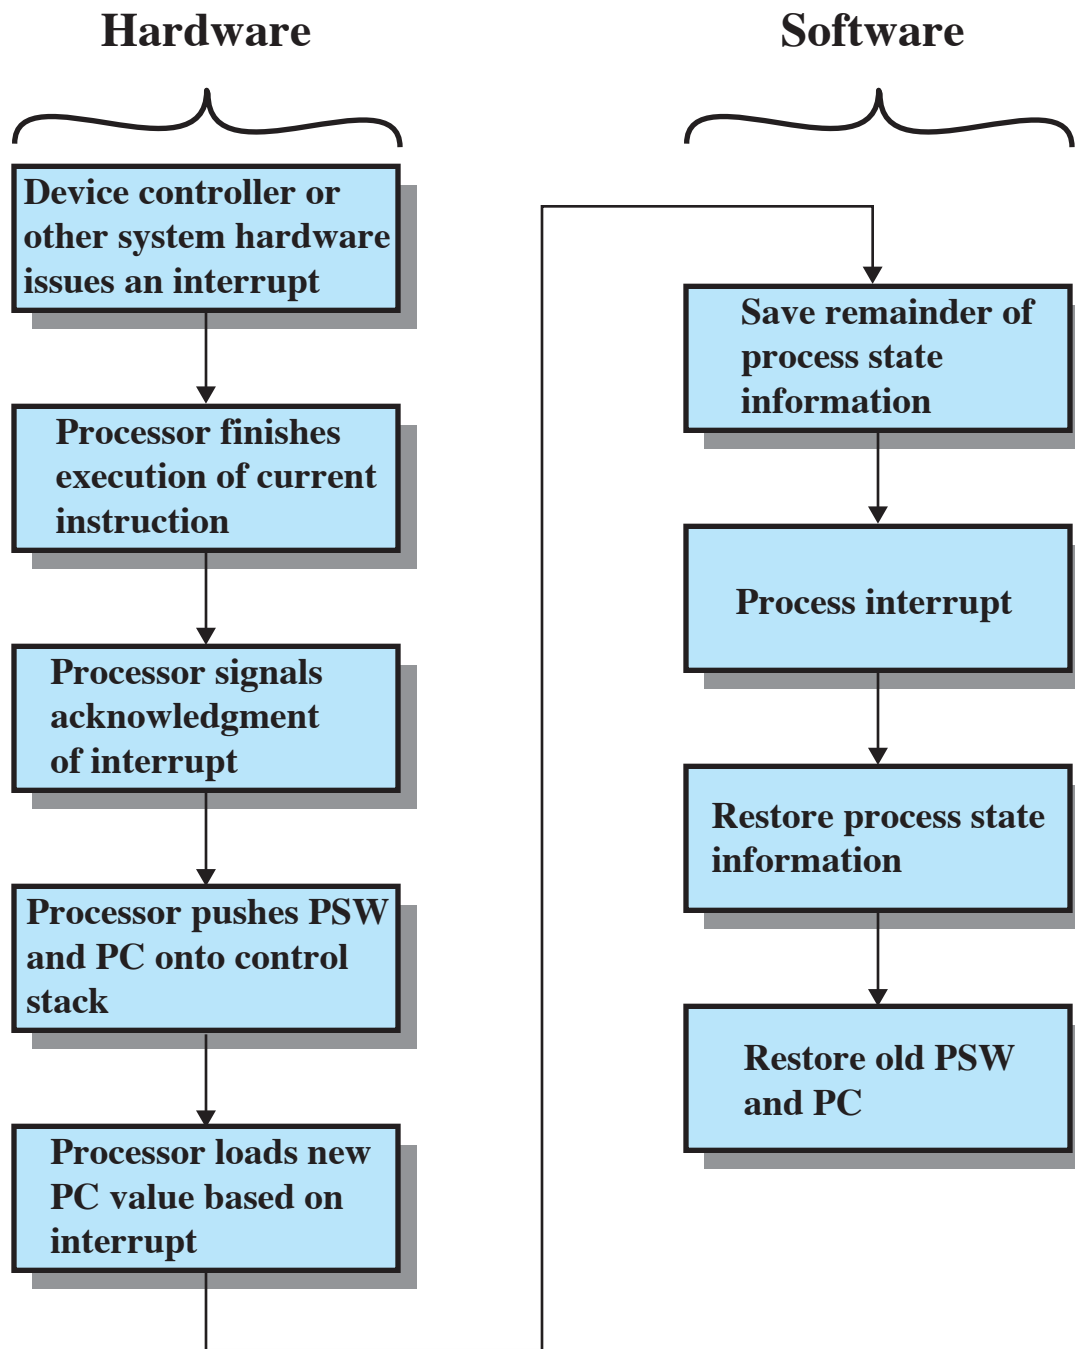 Hardware
Device controller or
other system hardware
issues an interrupt
Processor finishes
execution of current
instruction
Processor signals
acknowledgment
of interrupt
Processor pushes PSW
and PC onto control
stack
Processor loads new
PC value based on
interrupt
Software
Save remainder of
process state
information
Process interrupt
Restore process state
information
Restore old PSW
and PC